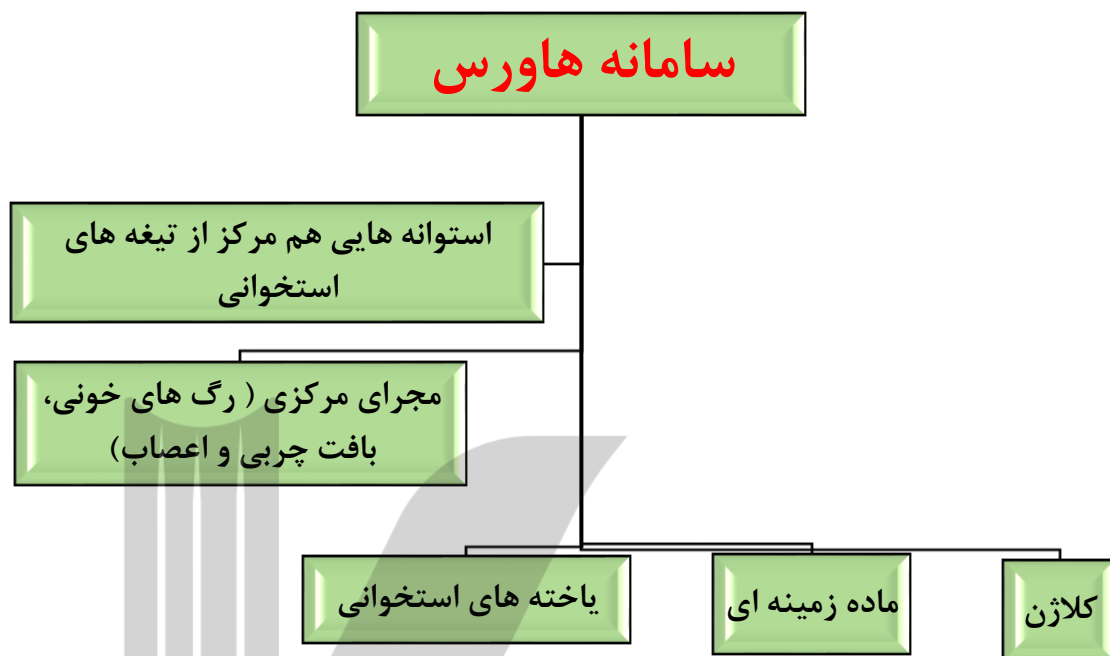 سامانه هاورس
استوانه هایی هم مرکز از تیغه های
استخوانی
مجرای مرکزی ( رگ های خونی،
بافت چربی و اعصاب)
کلاژن
ماده زمینه ای
یاخته های استخوانی